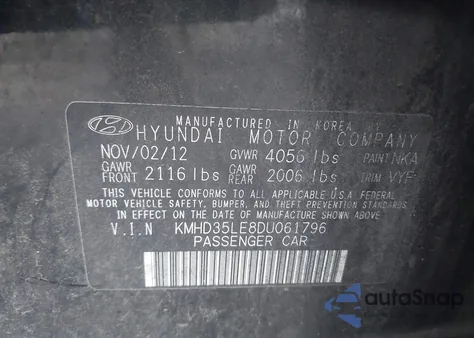 MANUFACTURED IN KOREA
HYUNDAI MOTOR COMPANY
NOV/02/12 GVWR 4056 lbs PAINT NKA
GAWR FRONT 2116 lbs GAWR REAR 2006 lbs TRIM VYF
THIS VEHICLE CONFORMS TO ALL APPLICABLE U.S.A FEDERAL
MOTOR VEHICLE SAFETY, BUMPER, AND THEFT PREVENTION STANDARDS
IN EFFECT ON THE DATE OF MANUFACTURE SHOWN ABOVE.
V.I.N KMHD35LE8DU061796
PASSENGER CAR
autoSnap